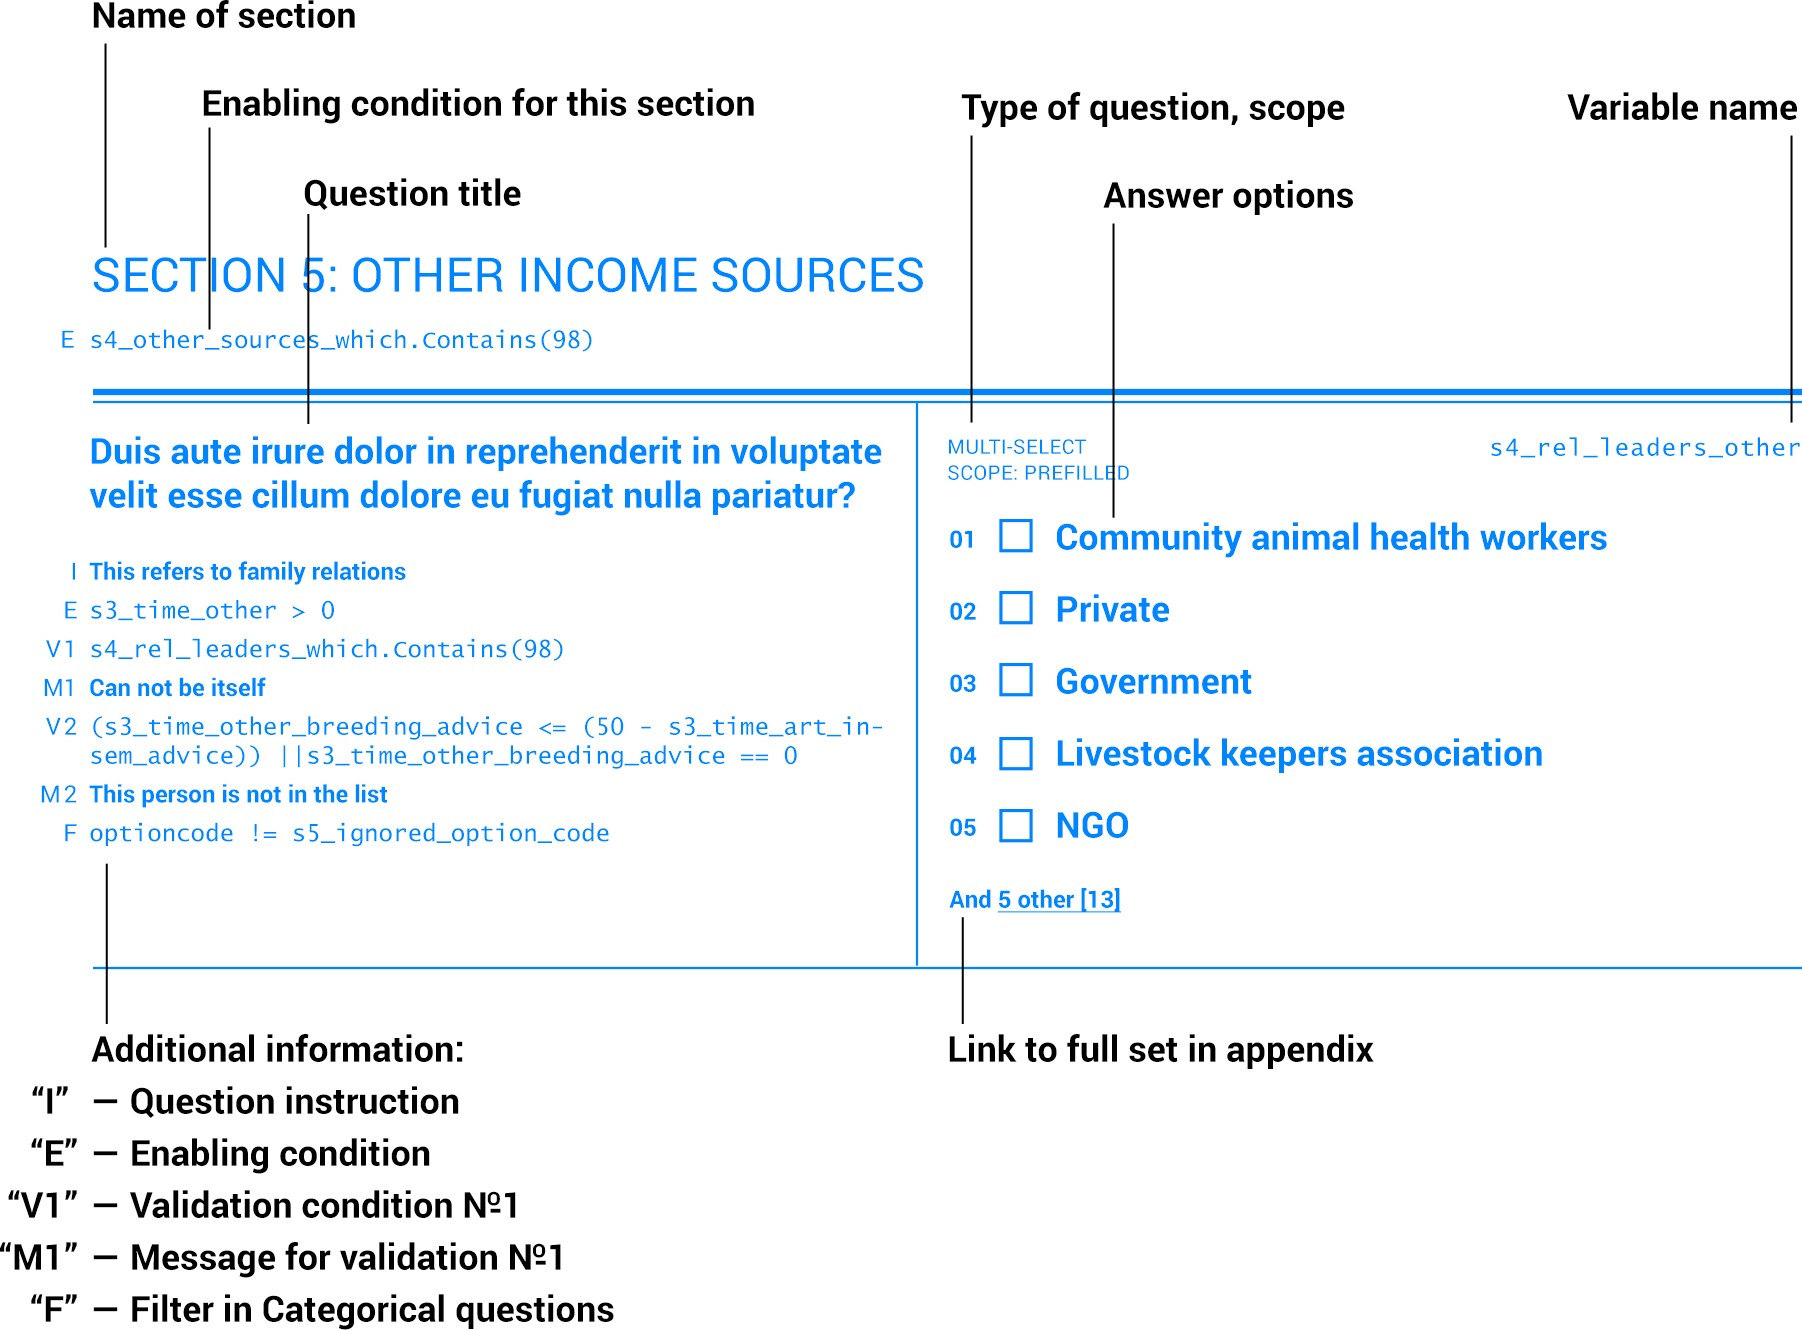 Name of section
Enabling condition for this section
Type of question, scope
Variable name
Question title
Answer options
SECTION 5: OTHER INCOME SOURCES
E s4_other_sources_which.Contains(98)
Duis aute irure dolor in reprehenderit in voluptate
velit esse cillum dolore eu fugiat nulla pariatur?
I This refers to family relations
E s3_time_other > 0
V1 s4_rel_leaders_which.Contains(98)
M1 Can not be itself
V2 (s3_time_other_breeding_advice <= (50 - s3_time_art_in-
sem_advice)) ||s3_time_other_breeding_advice == 0
M2 This person is not in the list
F optioncode != s5_ignored_option_code
MULTI-SELECT
SCOPE: PREFILLED
s4_rel_leaders_other
01 Community animal health workers
02 Private
03 Government
04 Livestock keepers association
05 NGO
And 5 other [13]
Additional information:
“I” — Question instruction
“E” — Enabling condition
“V1” — Validation condition №1
“M1” — Message for validation №1
“F” — Filter in Categorical questions
Link to full set in appendix